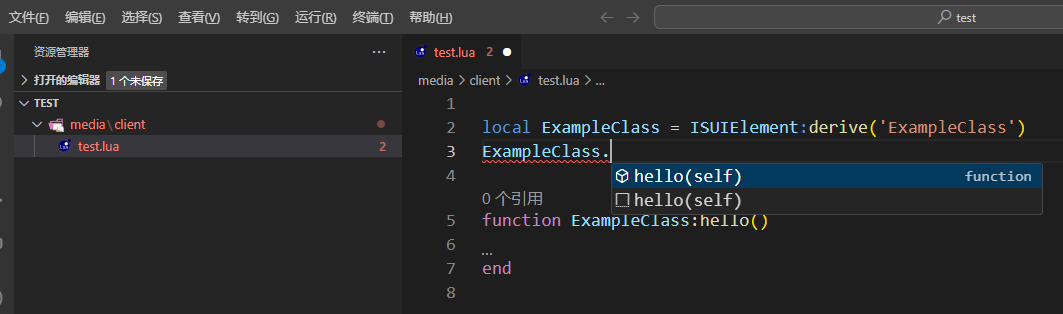 文件(F) 编辑(E) 选择(S) 查看(V) 转到(G) 运行(R) 终端(T) 帮助(H) test
资源管理器 ···
打开的编辑器 1 个未保存
TEST
media\client
test.lua 2
test.lua 2
media > client > test.lua > ...
1
2 local ExampleClass = ISUIElement:derive('ExampleClass')
3 ExampleClass.
hello(self) function
4
hello(self)
0 个引用
5 function ExampleClass:hello()
6 ...
7 end
8